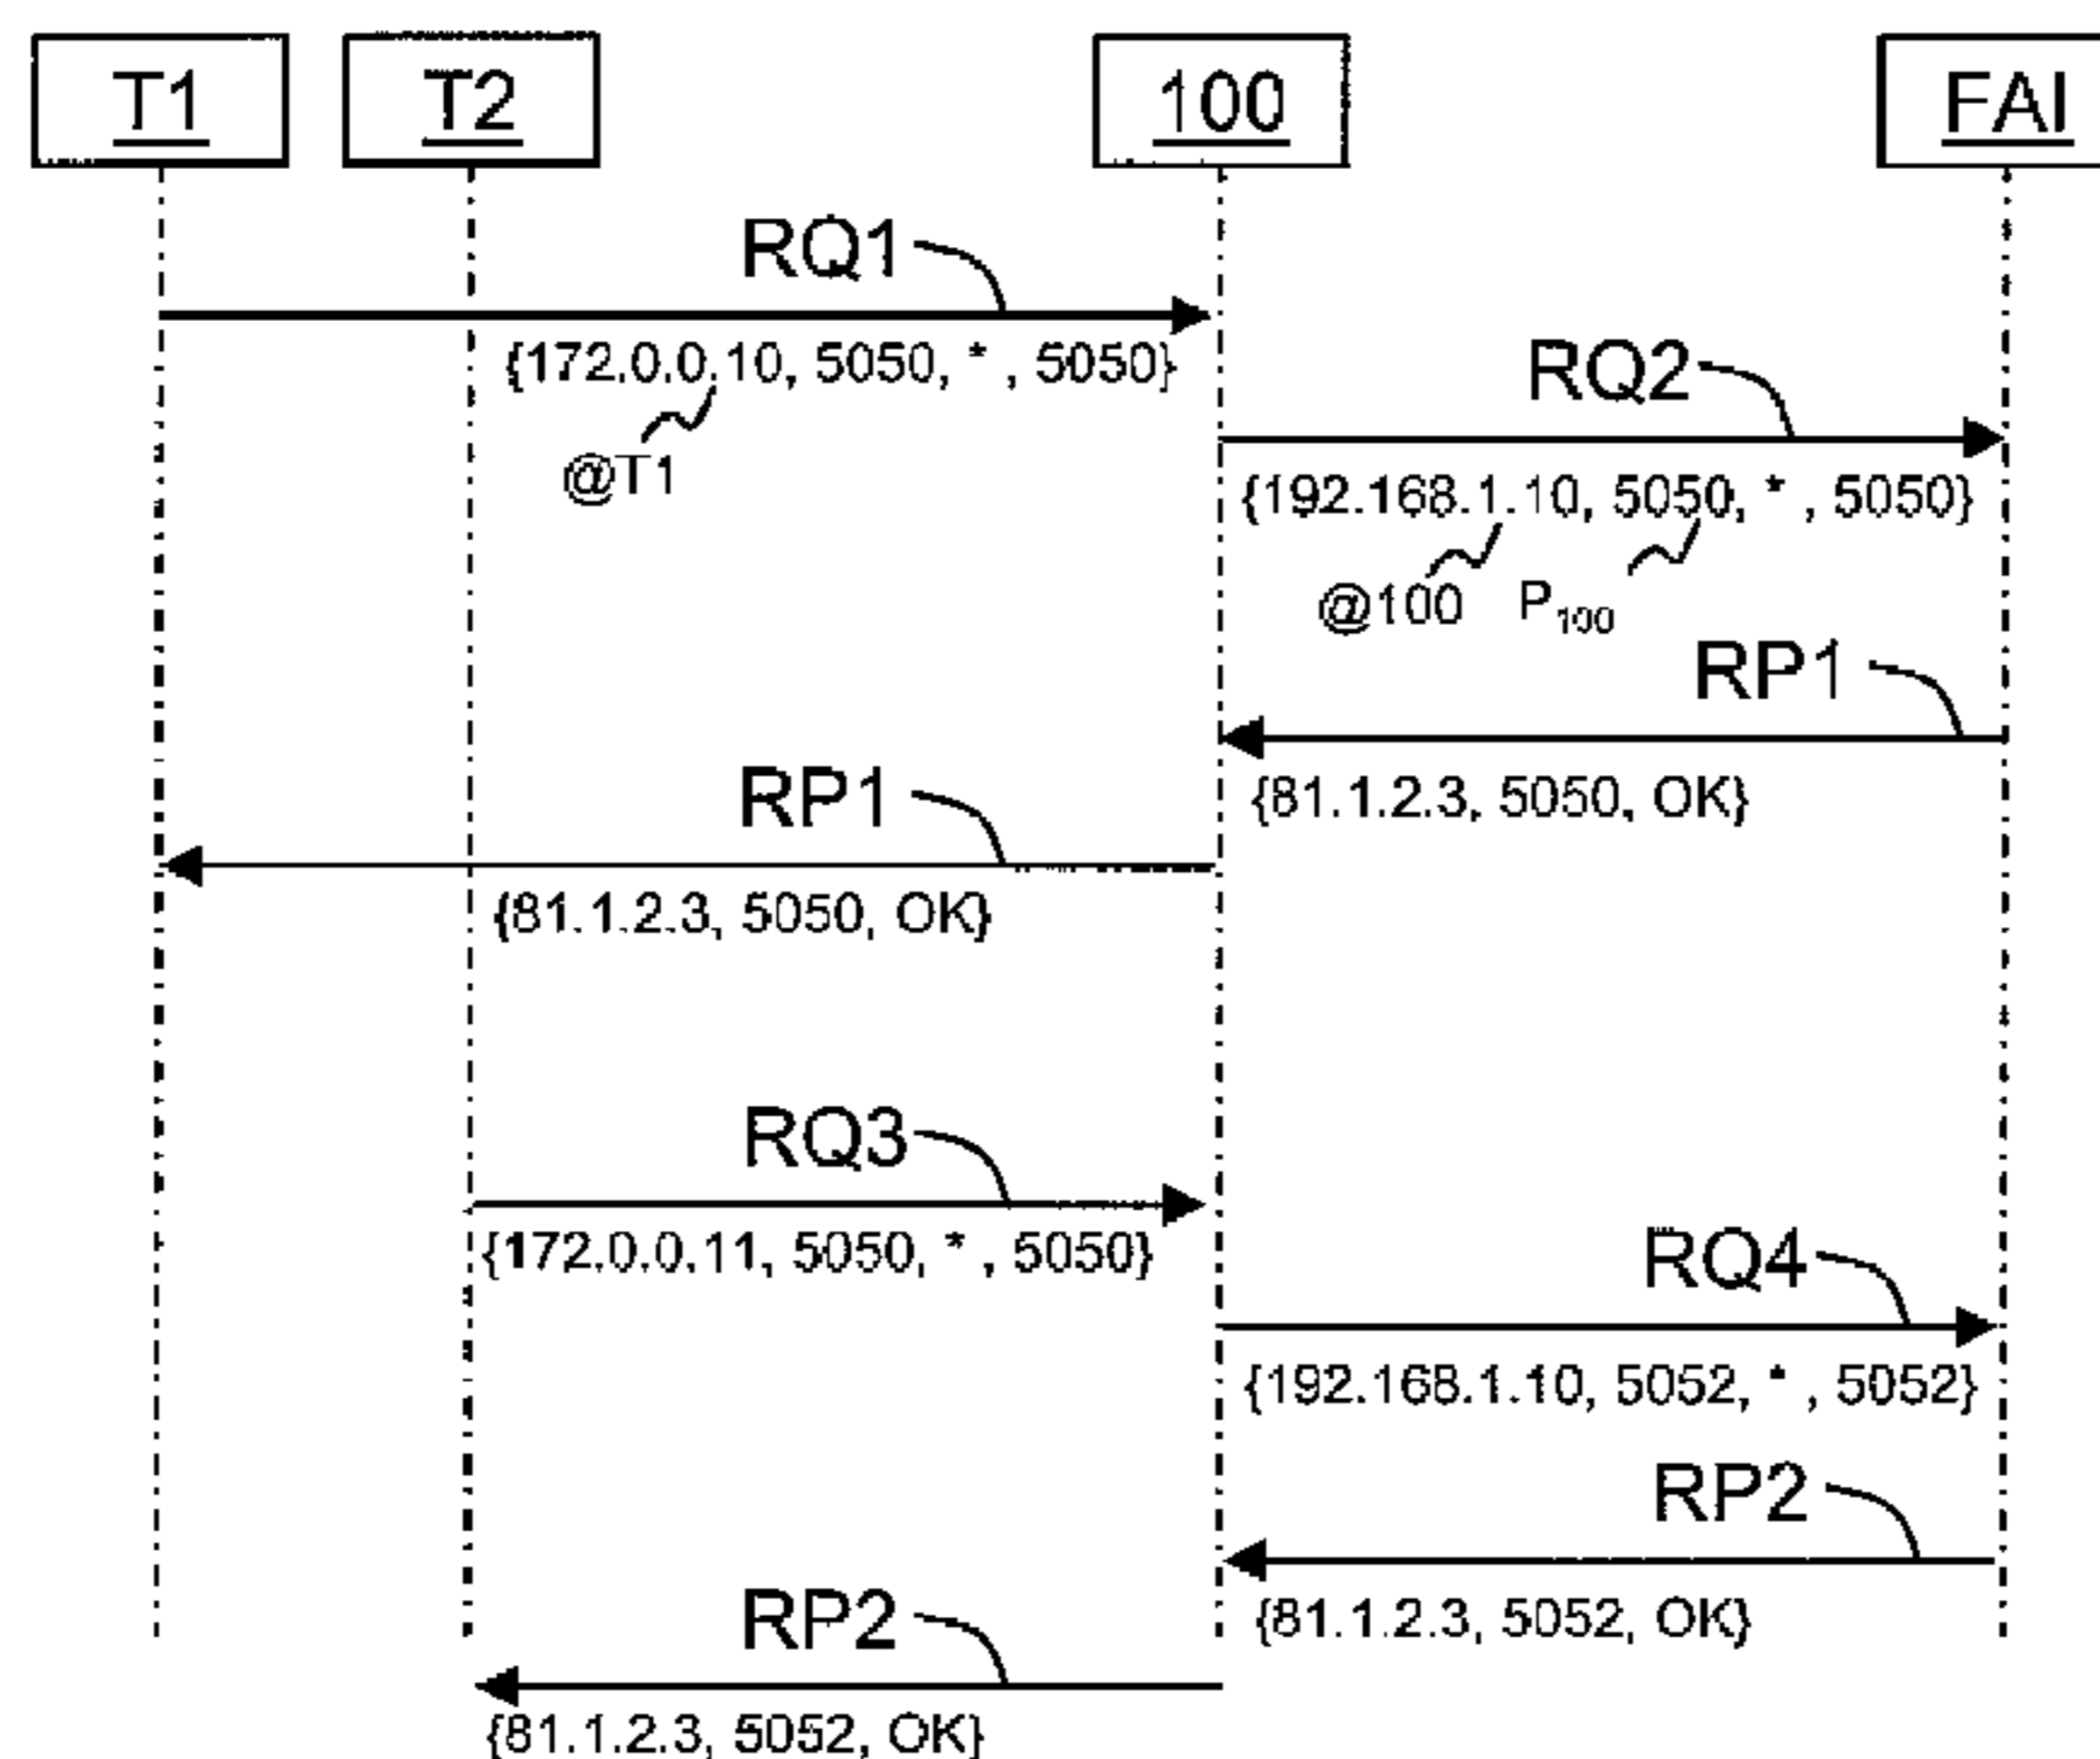 T1 T2 100 FAI
RQ1
{172.0.0.10, 5050, * , 5050}
@T1
RQ2
{192.168.1.10, 5050, * , 5050}
@100 P100
RP1
{81.1.2.3, 5050, OK}
RP1
{81.1.2.3, 5050, OK}
RQ3
{172.0.0.11, 5050, * , 5050}
RQ4
{192.168.1.10, 5052, * , 5052}
RP2
{81.1.2.3, 5052, OK}
RP2
{81.1.2.3, 5052, OK}